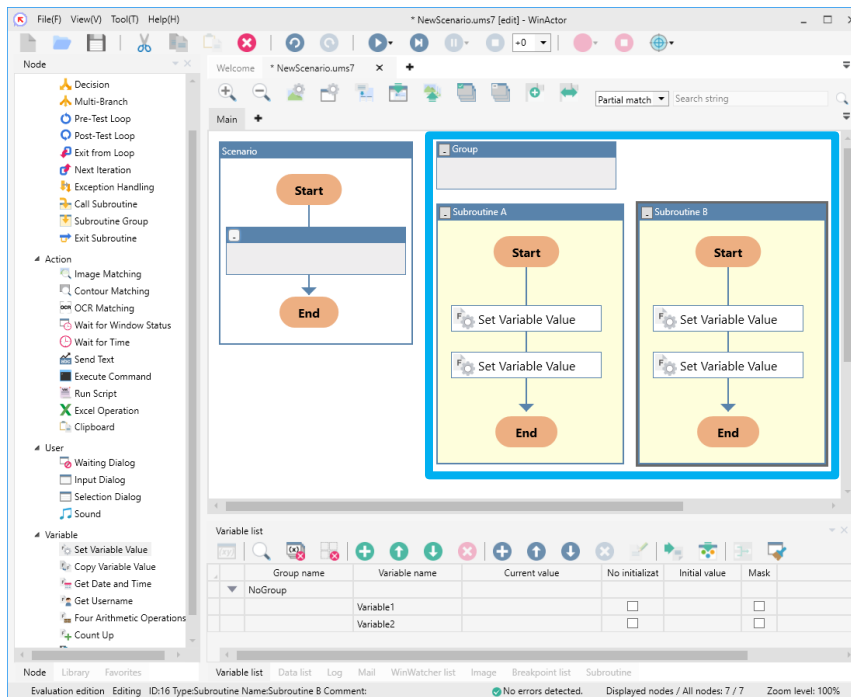 File(F) View(V) Tool(T) Help(H)
* NewScenario.ums7 [edit] - WinActor
+0
Node
Welcome * NewScenario.ums7
Partial match Search string
Main
Decision
Multi-Branch
Pre-Test Loop
Post-Test Loop
Exit from Loop
Next Iteration
Exception Handling
Call Subroutine
Subroutine Group
Exit Subroutine
Action
Image Matching
Contour Matching
OCR Matching
Wait for Window Status
Wait for Time
Send Text
Execute Command
Run Script
Excel Operation
Clipboard
User
Waiting Dialog
Input Dialog
Selection Dialog
Sound
Variable
Set Variable Value
Copy Variable Value
Get Date and Time
Get Username
Four Arithmetic Operations
Count Up
Scenario
Start
End
Group
Subroutine A
Start
Set Variable Value
Set Variable Value
End
Subroutine B
Start
Set Variable Value
Set Variable Value
End
Variable list
Group name Variable name Current value No initializat Initial value Mask
NoGroup
Variable1
Variable2
Node Library Favorites
Variable list Data list Log Mail WinWatcher list Image Breakpoint list Subroutine
Evaluation edition Editing ID:16 Type:Subroutine Name:Subroutine B Comment: No errors detected. Displayed nodes / All nodes: 7 / 7 Zoom level: 100%